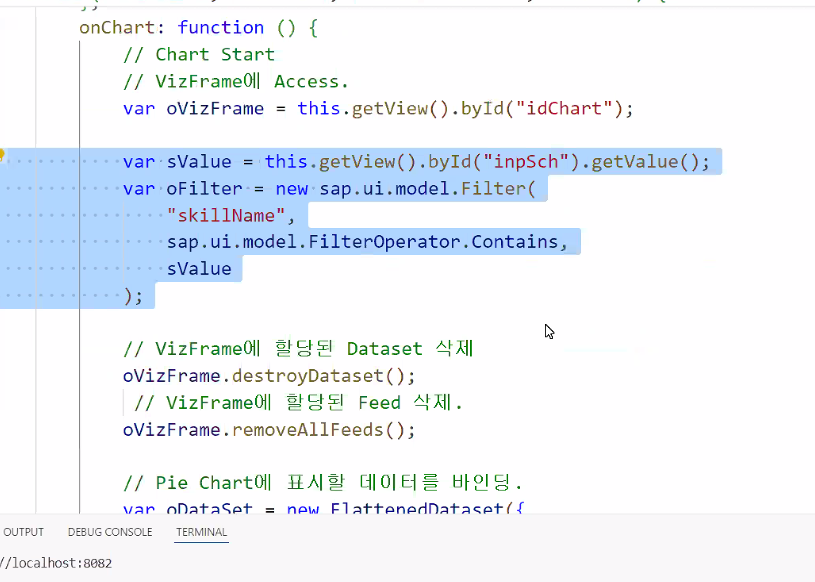 onChart: function () {
// Chart Start
// VizFrame에 Access.
var oVizFrame = this.getView().byId("idChart");
var sValue = this.getView().byId("inpSch").getValue();
var oFilter = new sap.ui.model.Filter(
"skillName",
sap.ui.model.FilterOperator.Contains,
sValue
);
// VizFrame에 할당된 Dataset 삭제
oVizFrame.destroyDataset();
// VizFrame에 할당된 Feed 삭제.
oVizFrame.removeAllFeeds();
// Pie Chart에 표시할 데이터를 바인딩.
var oDataSet = new FlattenedDataset({
OUTPUT DEBUG CONSOLE TERMINAL
//localhost:8082